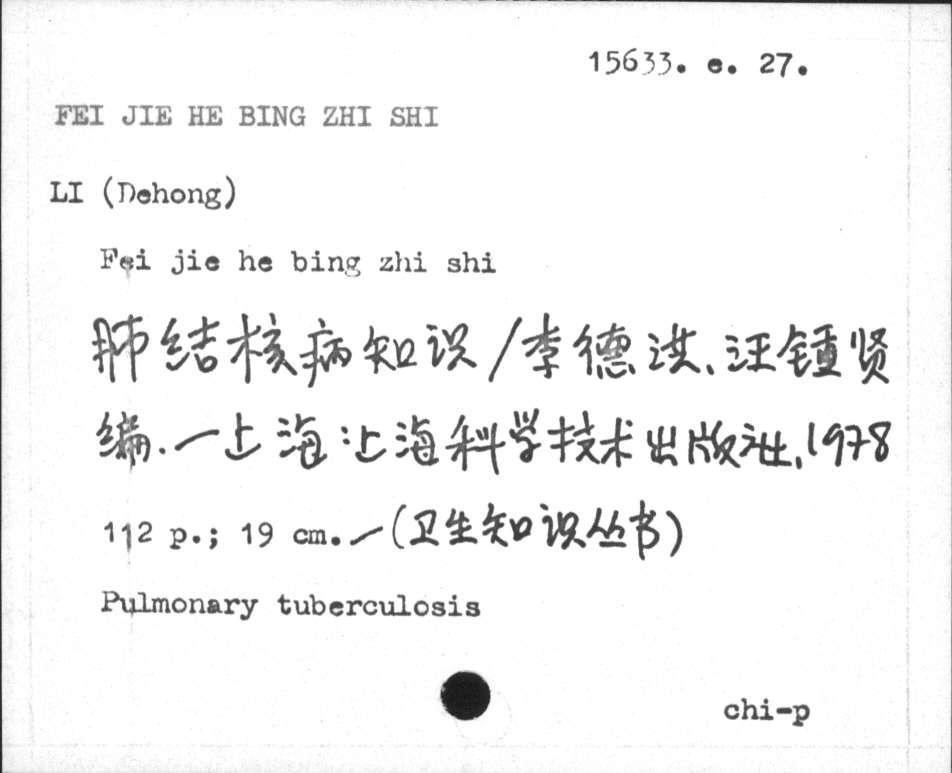 15633. e. 27.
FEI JIE HE BING ZHI SHI
LI (Dehong)
Fei jie he bing zhi shi
肺结核病知识/李德洪、汪锺贤
编.—上海:上海科学技术出版社,1978
112 p.; 19 cm.—(卫生知识丛书)
Pulmonary tuberculosis
chi-p